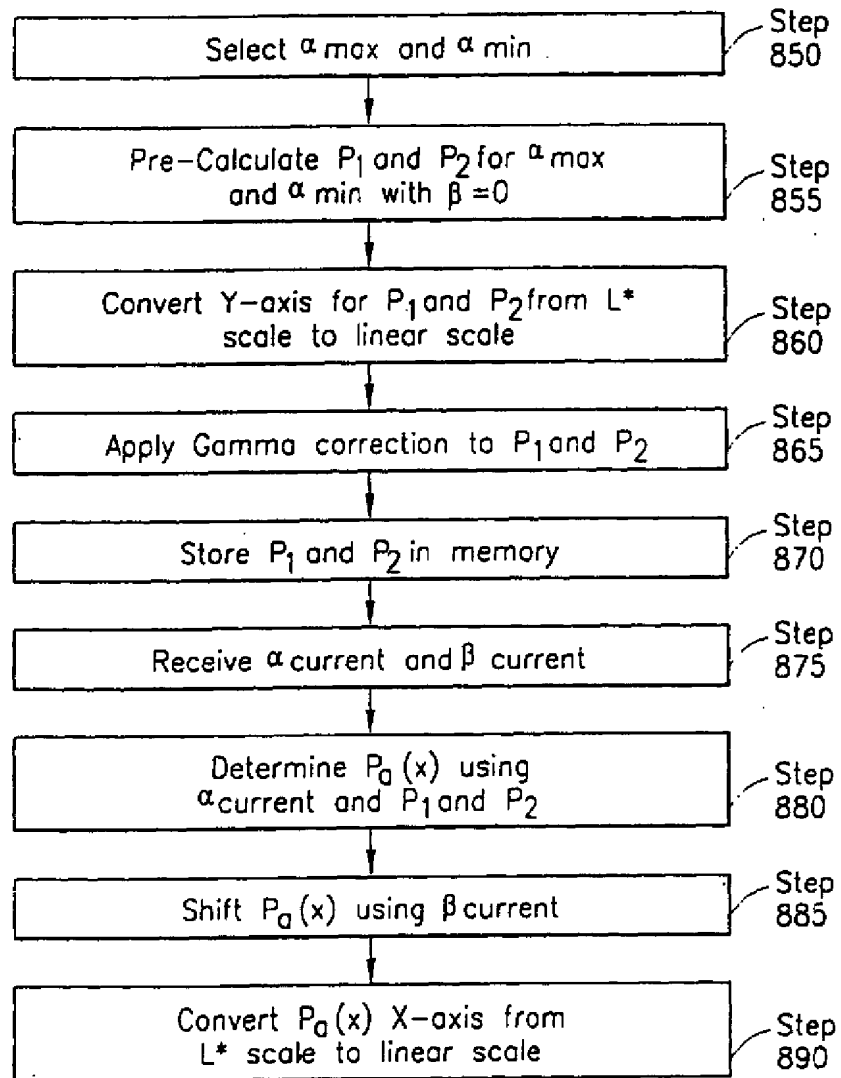 Select α max and α min
Step
850
Pre-Calculate P₁ and P₂ for α max
and α min with β = 0
Step
855
Convert Y-axis for P₁ and P₂ from L*
scale to linear scale
Step
860
Apply Gamma correction to P₁ and P₂
Step
865
Store P₁ and P₂ in memory
Step
870
Receive α current and β current
Step
875
Determine Pₐ(x) using
α current and P₁ and P₂
Step
880
Shift Pₐ(x) using β current
Step
885
Convert Pₐ(x) X-axis from
L* scale to linear scale
Step
890